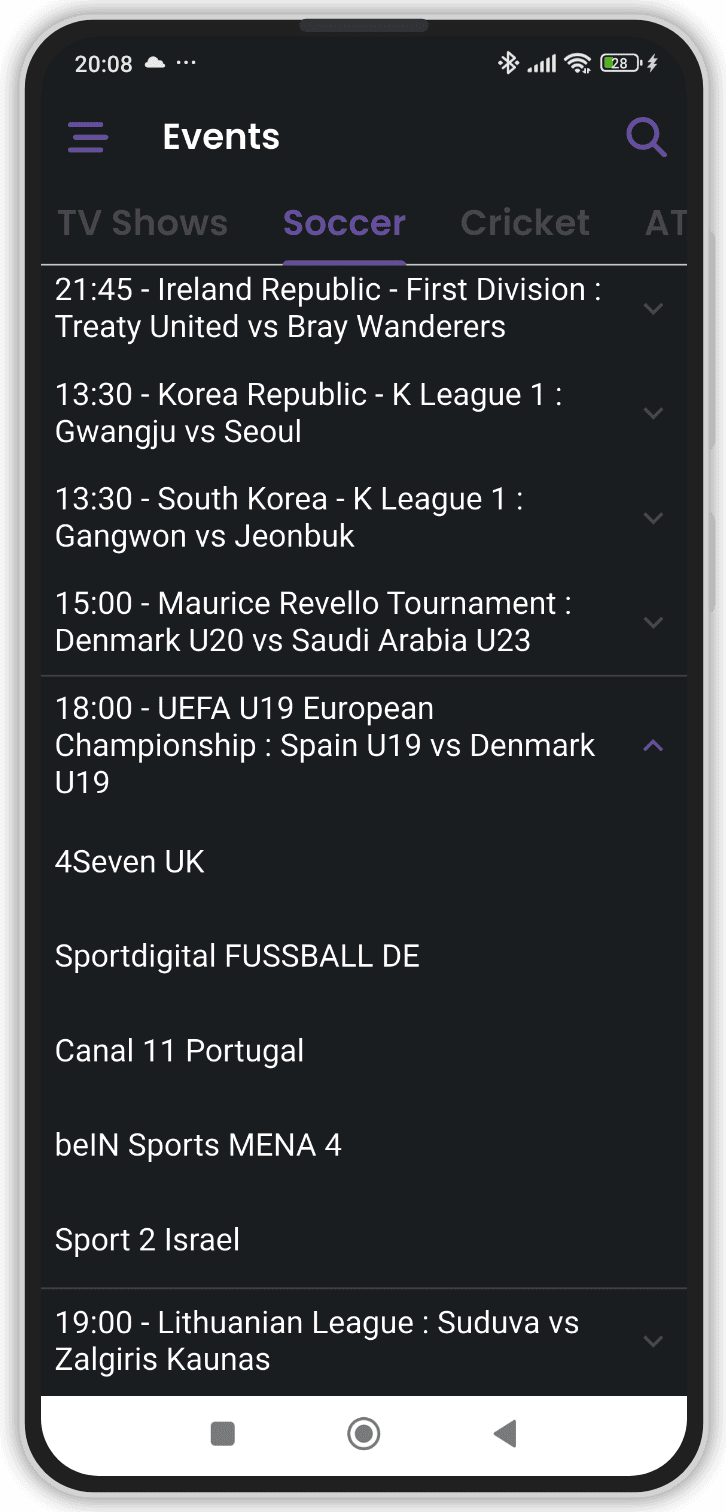 20:08
28
Events
TV Shows Soccer Cricket AT
21:45 - Ireland Republic - First Division :
Treaty United vs Bray Wanderers
13:30 - Korea Republic - K League 1 :
Gwangju vs Seoul
13:30 - South Korea - K League 1 :
Gangwon vs Jeonbuk
15:00 - Maurice Revello Tournament :
Denmark U20 vs Saudi Arabia U23
18:00 - UEFA U19 European
Championship : Spain U19 vs Denmark
U19
4Seven UK
Sportdigital FUSSBALL DE
Canal 11 Portugal
beIN Sports MENA 4
Sport 2 Israel
19:00 - Lithuanian League : Suduva vs
Zalgiris Kaunas